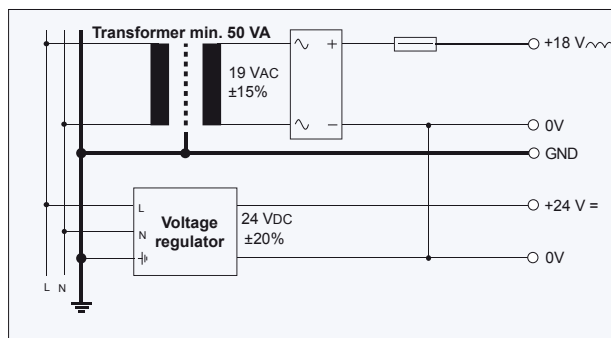 Transformer min. 50 VA
19 VAC
±15%
+
−
+18 V
0V
GND
L
N
Voltage
regulator
24 VDC
±20%
+24 V =
0V
L N